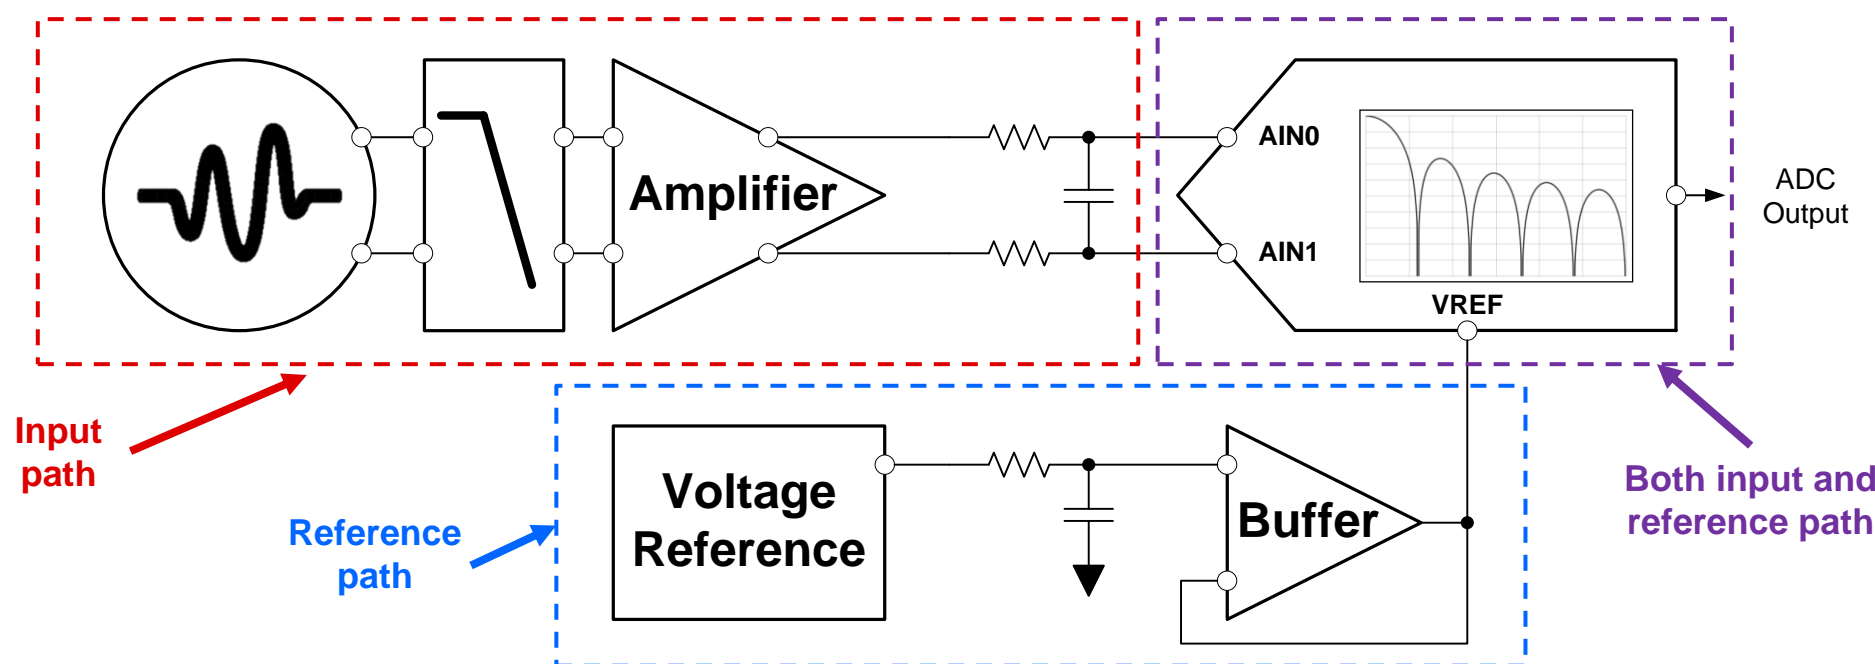 Amplifier
AIN0
AIN1
VREF
ADC
Output
Input
path
Reference
path
Voltage
Reference
Buffer
Both input and
reference path